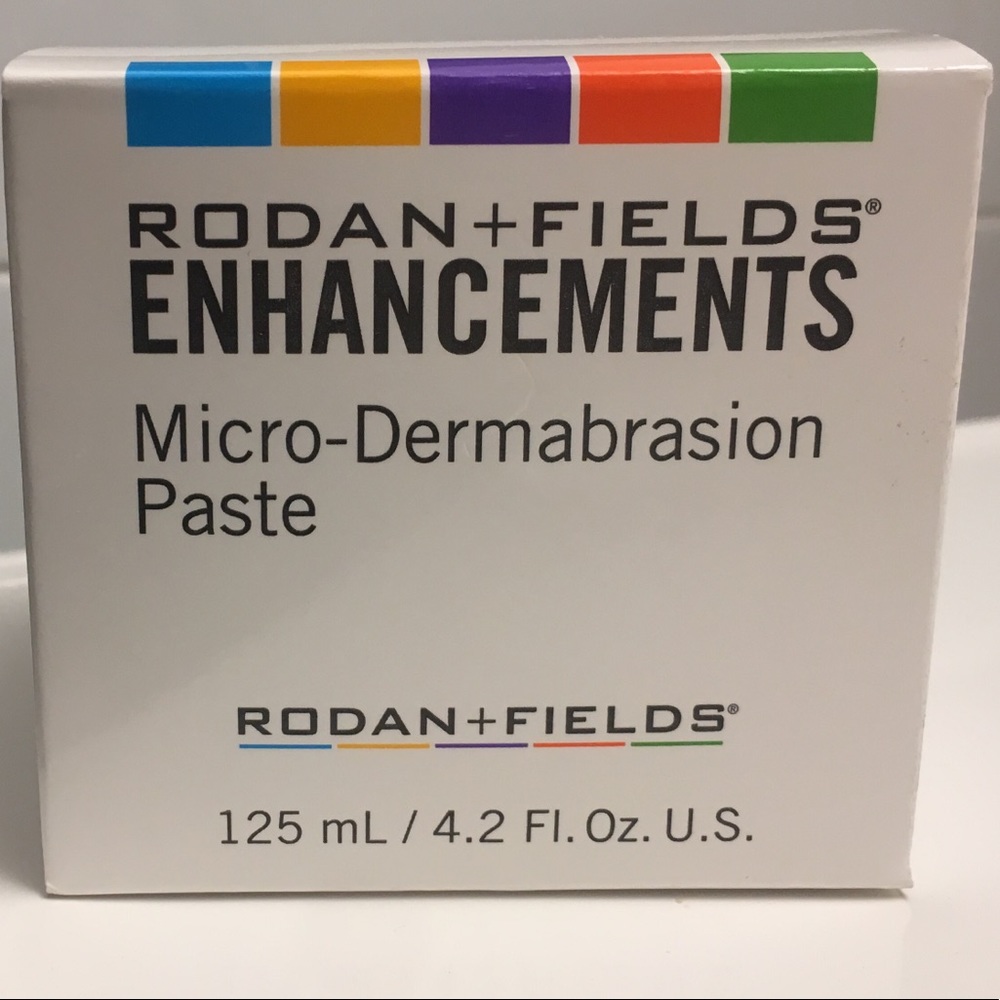 RODAN+FIELDS®
ENHANCEMENTS
Micro-Dermabrasion
Paste
RODAN+FIELDS®
125 mL / 4.2 Fl. Oz. U.S.